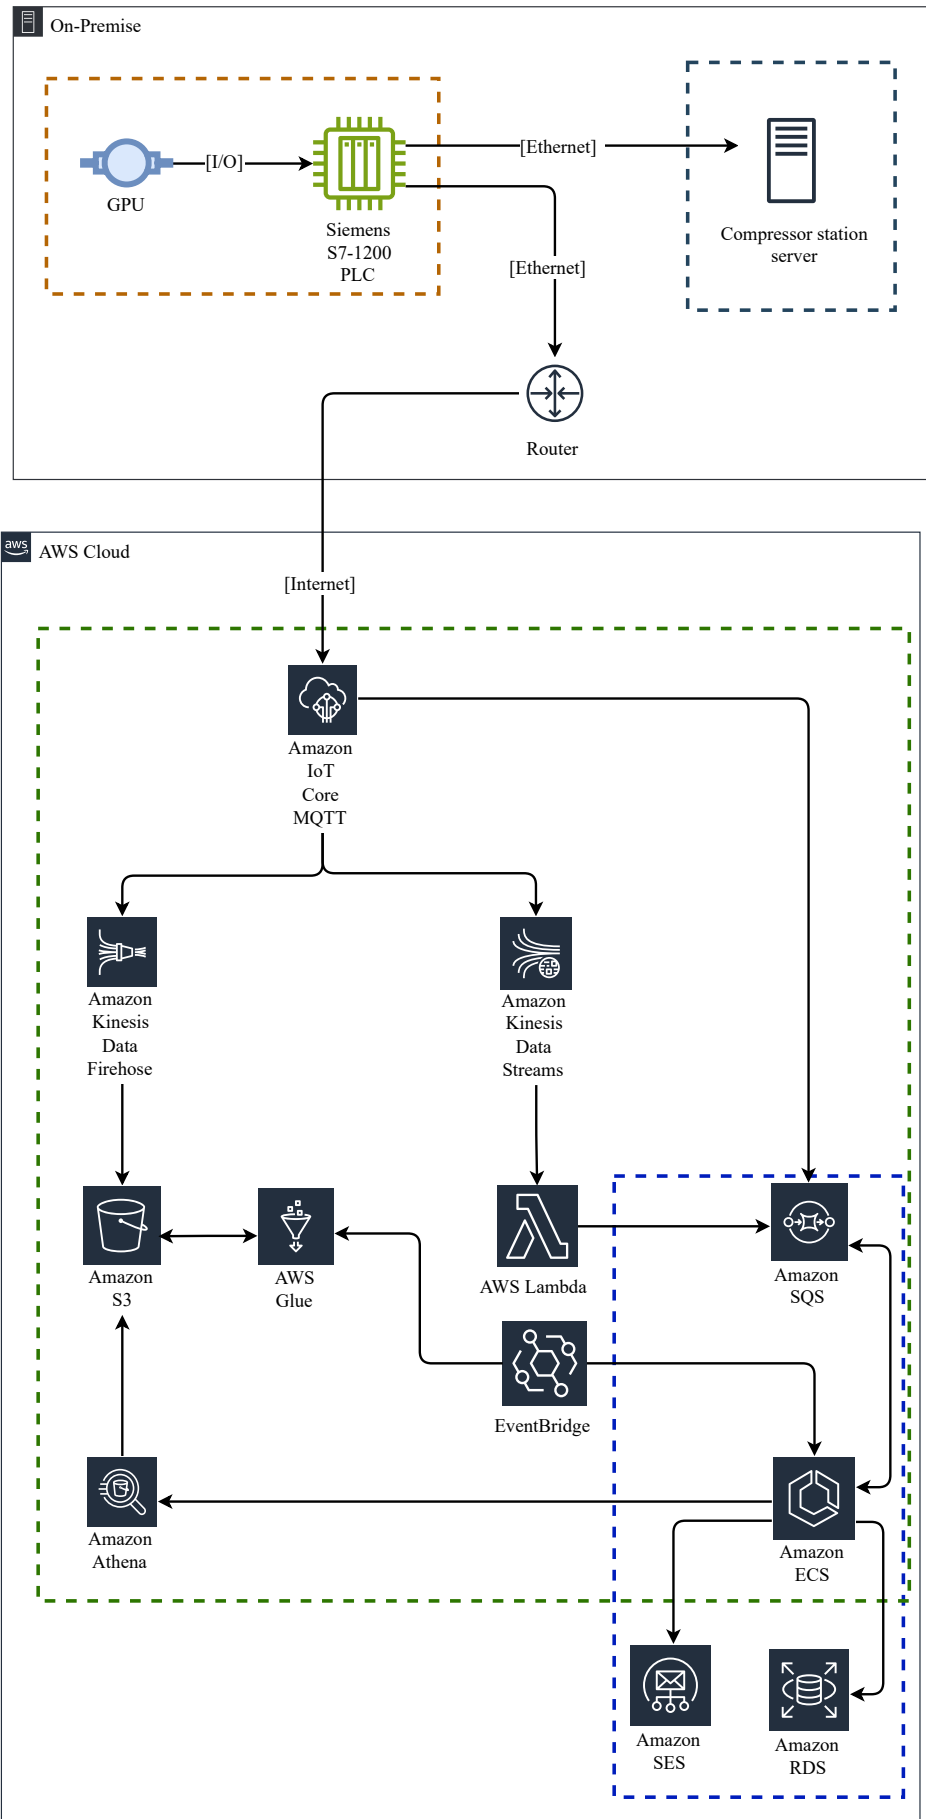 On-Premise
[I/O]
GPU
Siemens
S7-1200
PLC
[Ethernet]
Compressor station
server
[Ethernet]
Router
aws
AWS Cloud
[Internet]
Amazon
IoT
Core
MQTT
Amazon
Kinesis
Data
Firehose
Amazon
Kinesis
Data
Streams
Amazon
S3
AWS
Glue
AWS Lambda
Amazon
SQS
EventBridge
Amazon
Athena
Amazon
ECS
Amazon
SES
Amazon
RDS